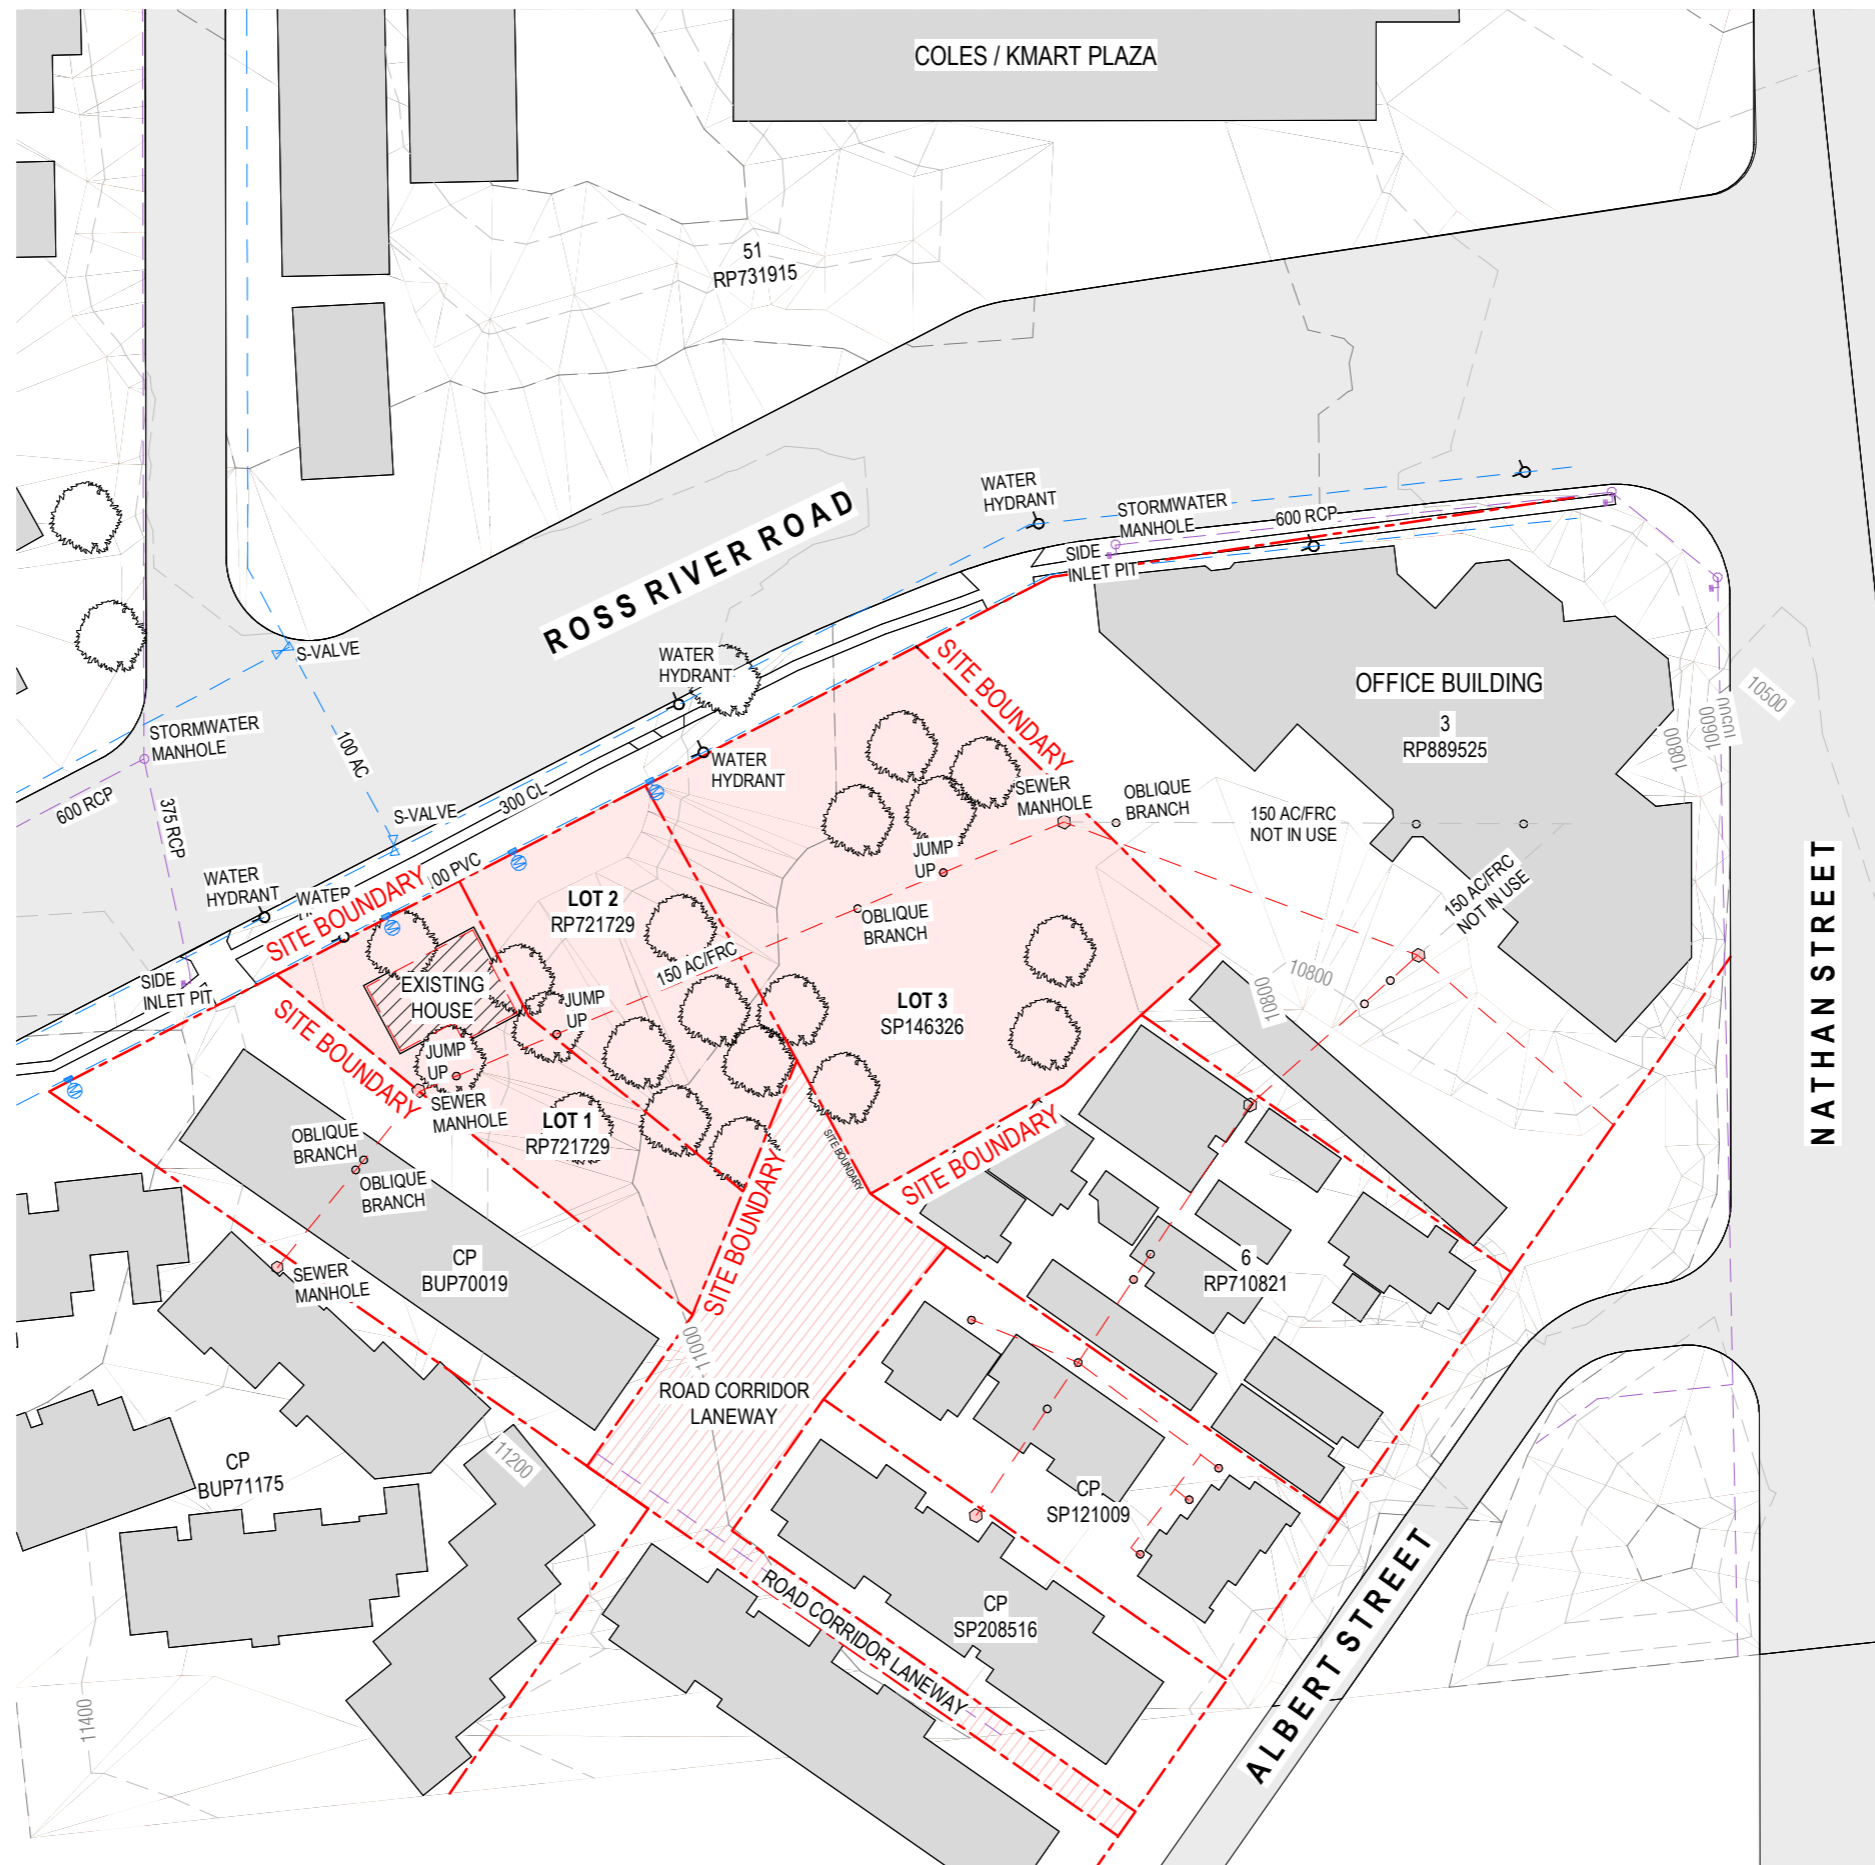 COLES / KMART PLAZA
51
RP731915
ROSS RIVER ROAD
WATER
HYDRANT
STORMWATER
MANHOLE
600 RCP
SIDE
INLET PIT
S-VALVE
WATER
HYDRANT
SITE BOUNDARY
OFFICE BUILDING
3
RP889525
10500
10600
10800
STORMWATER
MANHOLE
100 AC
WATER
HYDRANT
SEWER
MANHOLE
OBLIQUE
BRANCH
150 AC/FRC
NOT IN USE
600 RCP
375 RCP
S-VALVE
300 CL
JUMP
UP
150 AC/FRC
NOT IN USE
WATER
HYDRANT
WATER
SITE BOUNDARY
00 PVC
LOT 2
RP721729
OBLIQUE
BRANCH
150 AC/FRC
NATHAN STREET
SIDE
INLET PIT
EXISTING
HOUSE
JUMP
UP
LOT 3
SP146326
10800
10800
SITE BOUNDARY
JUMP
UP
SEWER
MANHOLE
LOT 1
RP721729
OBLIQUE
BRANCH
OBLIQUE
BRANCH
SITE BOUNDARY
SITE BOUNDARY
SITE BOUNDARY
SEWER
MANHOLE
CP
BUP70019
6
RP710821
11000
ROAD CORRIDOR
LANEWAY
11200
CP
BUP71175
CP
SP121009
ROAD CORRIDOR LANEWAY
CP
SP208516
ALBERT STREET
11400